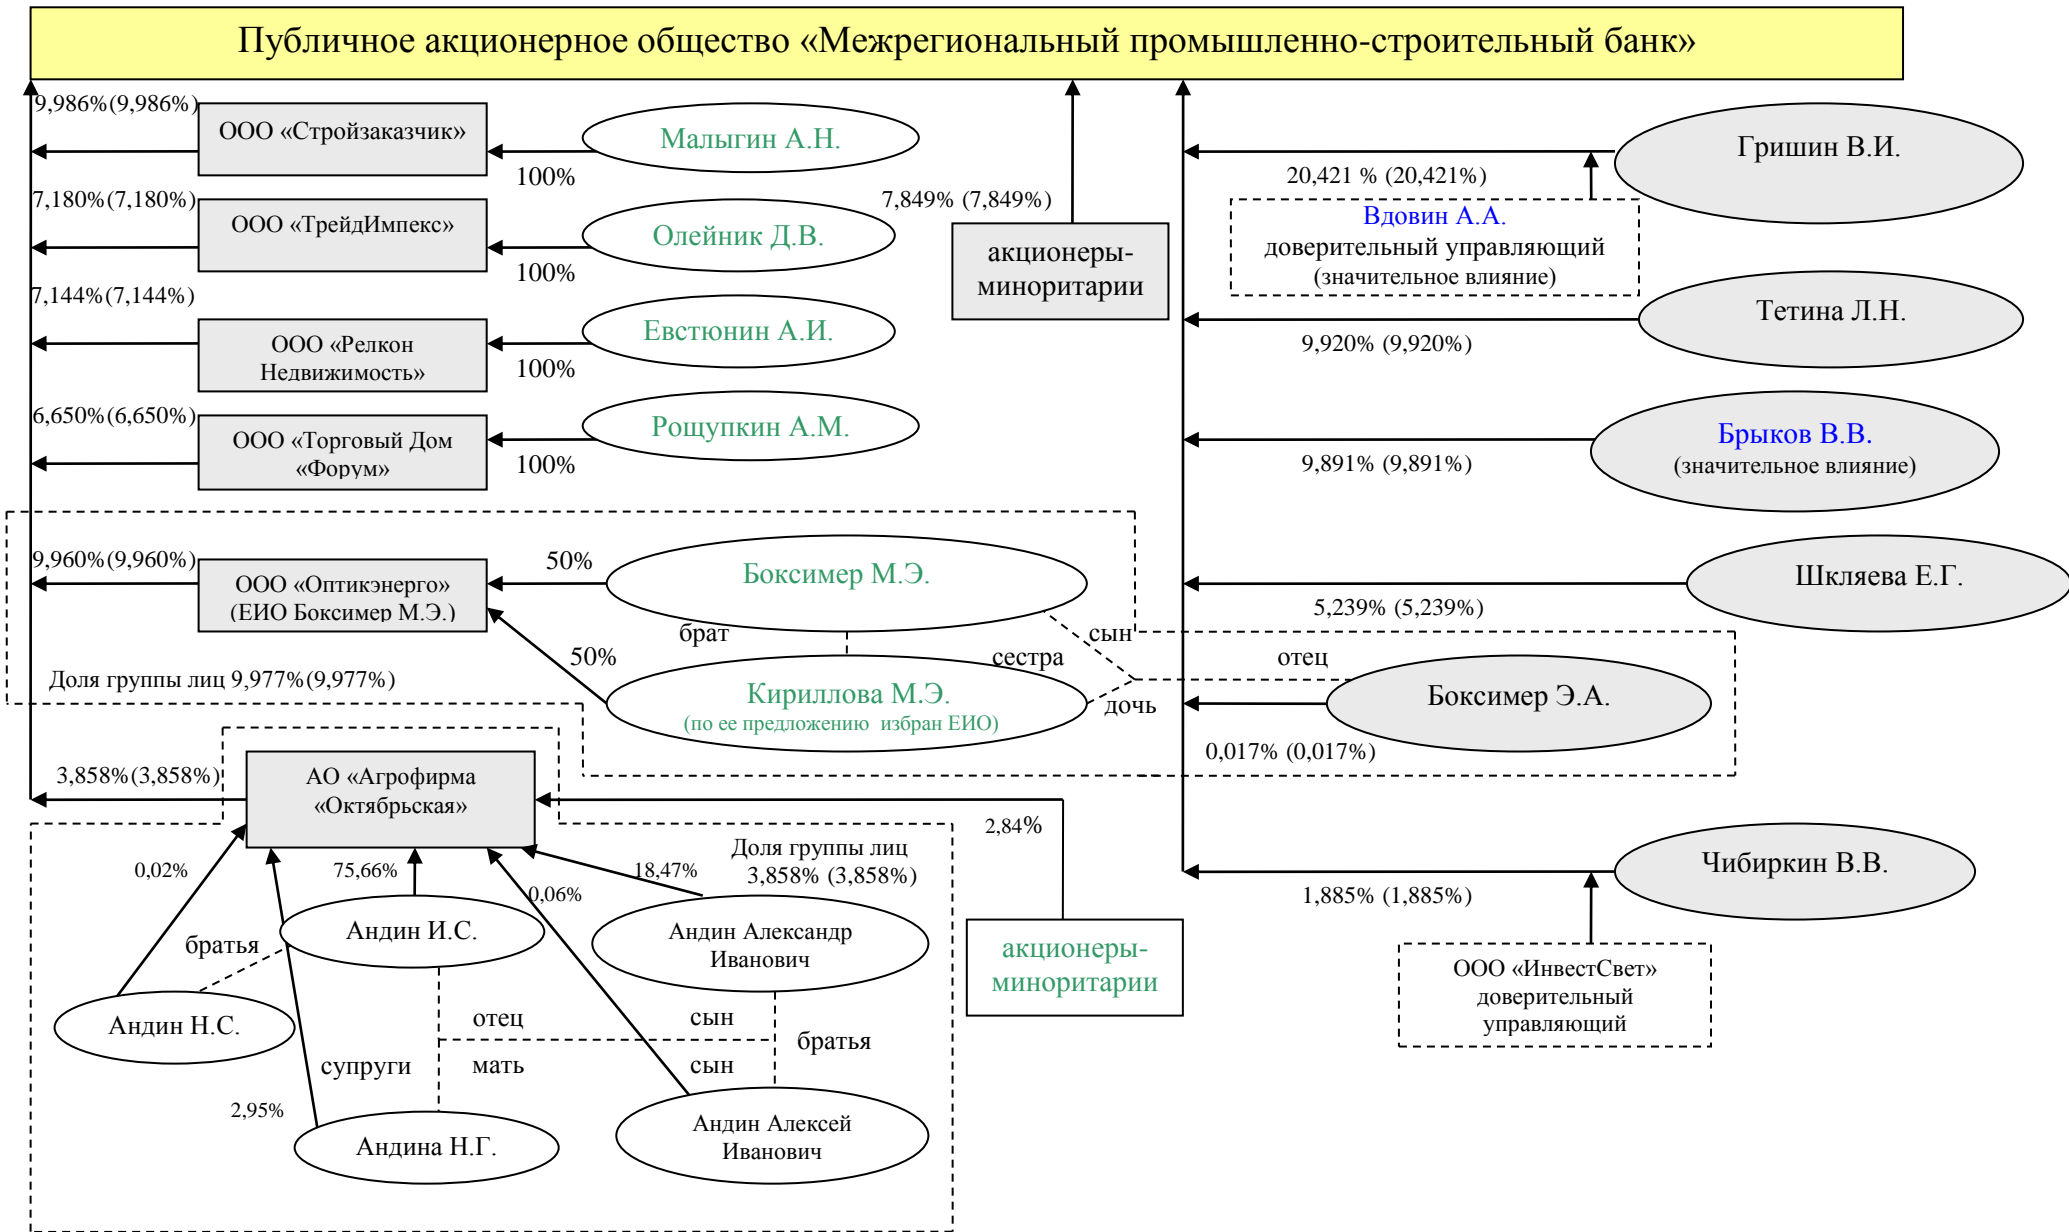 Публичное акционерное общество «Межрегиональный промышленно-строительный банк»
9,986%(9,986%)
ООО «Стройзаказчик»
Малыгин А.Н.
100%
7,180%(7,180%)
ООО «ТрейдИмпекс»
Олейник Д.В.
100%
7,144%(7,144%)
ООО «Релкон
Недвижимость»
Евстюнин А.И.
100%
6,650%(6,650%)
ООО «Торговый Дом
«Форум»
Рощупкин А.М.
100%
7,849% (7,849%)
акционеры-
миноритарии
Гришин В.И.
20,421 % (20,421%)
Вдовин А.А.
доверительный управляющий
(значительное влияние)
Тетина Л.Н.
9,920% (9,920%)
Брыков В.В.
(значительное влияние)
9,891% (9,891%)
Шкляева Е.Г.
5,239% (5,239%)
9,960%(9,960%)
ООО «Оптикэнерго»
(ЕИО Боксимер М.Э.)
50%
Боксимер М.Э.
брат
сын
50%
сестра
отец
Доля группы лиц 9,977%(9,977%)
Кириллова М.Э.
(по ее предложению избран ЕИО)
дочь
Боксимер Э.А.
0,017% (0,017%)
3,858%(3,858%)
АО «Агрофирма
«Октябрьская»
2,84%
Доля группы лиц
3,858% (3,858%)
0,02%
75,66%
0,06%
18,47%
Чибиркин В.В.
1,885% (1,885%)
Андин И.С.
Андин Александр
Иванович
братья
акционеры-
миноритарии
ООО «ИнвестСвет»
доверительный
управляющий
Андин Н.С.
отец
сын
братья
супруги
мать
сын
2,95%
Андина Н.Г.
Андин Алексей
Иванович